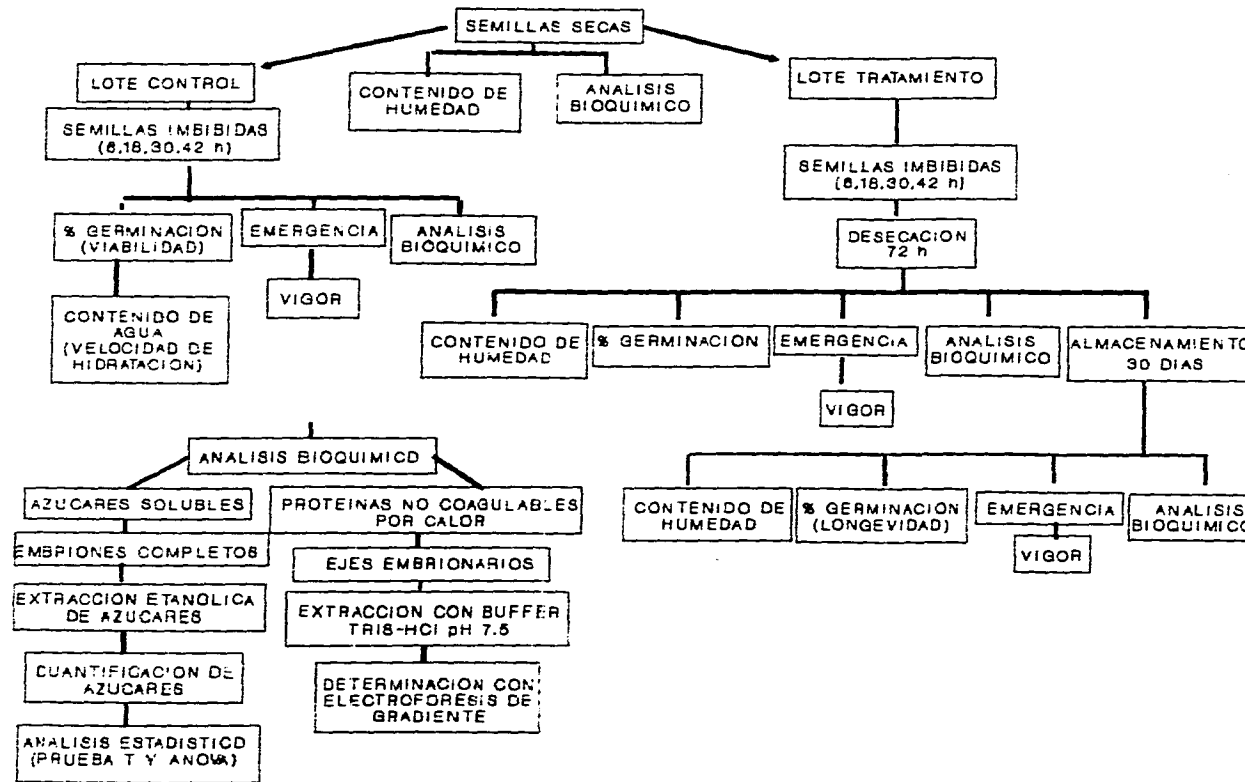 SEMILLAS SECAS
LOTE CONTROL
CONTENIDO DE
HUMEDAD
ANALISIS
BIOQUIMICO
LOTE TRATAMIENTO
SEMILLAS IMBIBIDAS
(6,18,30,42 h)
SEMILLAS IMBIBIDAS
(6,18,30,42 h)
% GERMINACION
(VIABILIDAD)
EMERGENCIA
ANALISIS
BIOQUIMICO
DESECACION
72 h
VIGOR
CONTENIDO DE
AGUA
(VELOCIDAD DE
HIDRATACION)
CONTENIDO DE
HUMEDAD
% GERMINACION
EMERGENCIA
ANALISIS
BIOQUIMICO
ALMACENAMIENTO
30 DIAS
VIGOR
CONTENIDO DE
HUMEDAD
% GERMINACION
(LONGEVIDAD)
EMERGENCIA
ANALISIS
BIOQUIMICO
VIGOR
ANALISIS BIOQUIMICO
AZUCARES SOLUBLES
PROTEINAS NO COAGULABLES
POR CALOR
EMBRIONES COMPLETOS
EJES EMBRIONARIOS
EXTRACCION ETANOLICA
DE AZUCARES
EXTRACCION CON BUFFER
TRIS-HCl pH 7.5
CUANTIFICACION DE
AZUCARES
DETERMINACION CON
ELECTROFORESIS DE
GRADIENTE
ANALISIS ESTADISTICO
(PRUEBA T Y ANOVA)